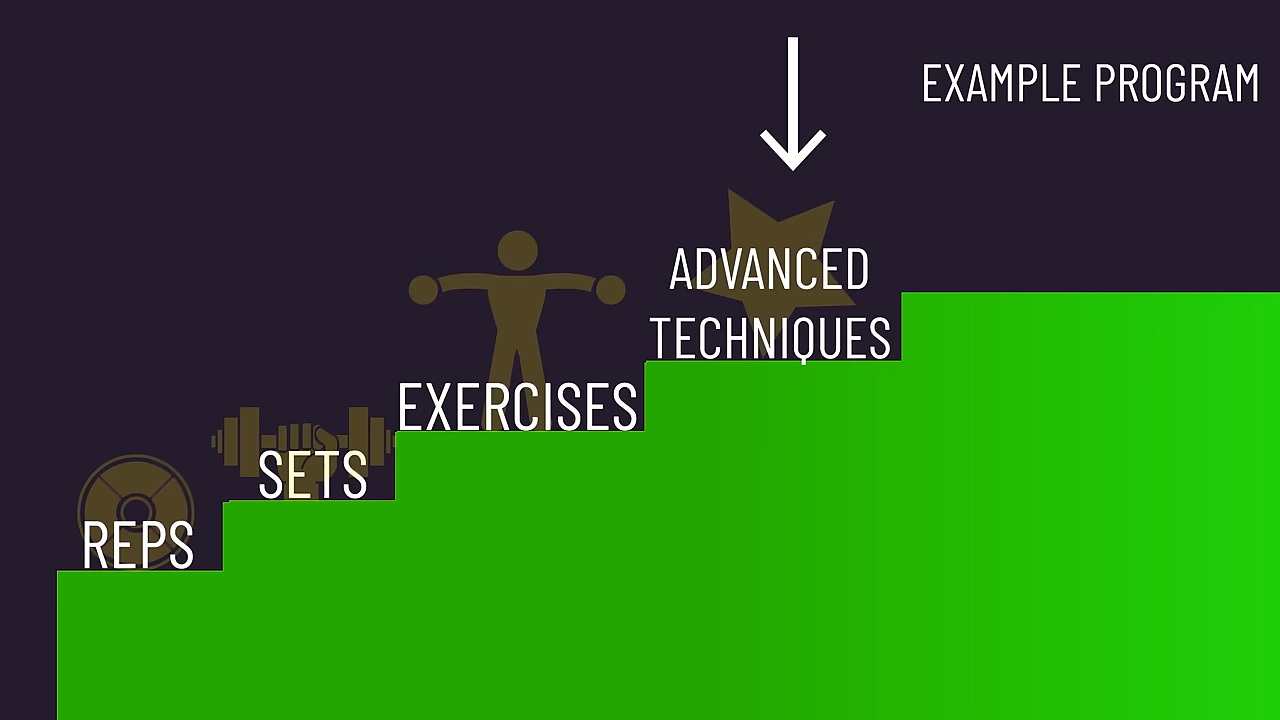 EXAMPLE PROGRAM
ADVANCED
TECHNIQUES
EXERCISES
SETS
REPS